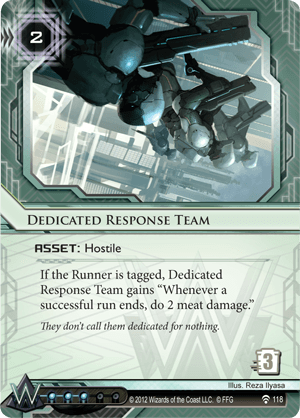 2
DEDICATED RESPONSE TEAM
ASSET: Hostile
If the Runner is tagged, Dedicated
Response Team gains “Whenever a
successful run ends, do 2 meat damage.”
They don't call them dedicated for nothing.
3
Illus. Reza Ilyasa
© 2012 Wizards of the Coast LLC. © FFG 118